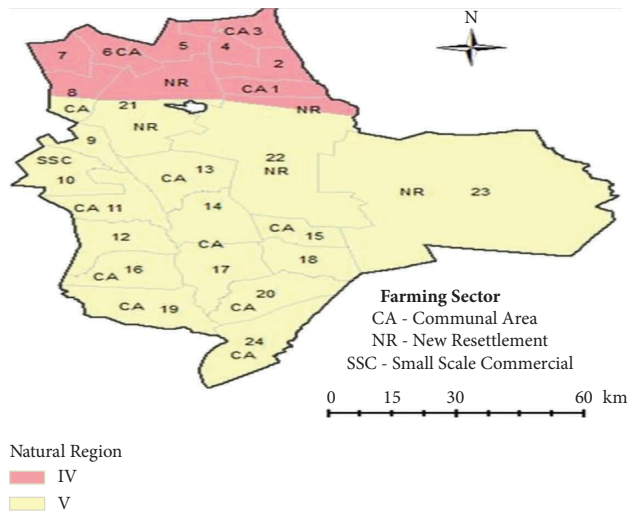 N
CA 3
7
6 CA
5
4
2
NR
CA 1
8
CA
21
NR
NR
9
SSC
10
22
NR
CA 13
NR 23
CA 11
14
CA 15
12
CA
18
CA 16
17
20
CA
CA 19
24
CA
Farming Sector
CA - Communal Area
NR - New Resettlement
SSC - Small Scale Commercial
0 15 30 60 km
Natural Region
IV
V